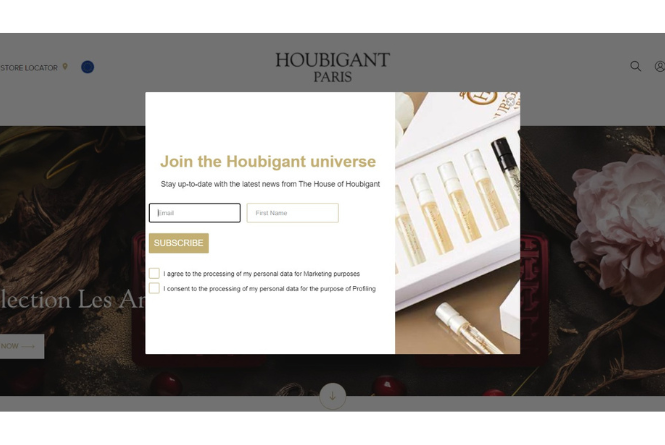 STORE LOCATOR
HOUBIGANT
PARIS
Join the Houbigant universe
Stay up-to-date with the latest news from The House of Houbigant
Email
First Name
SUBSCRIBE
I agree to the processing of my personal data for Marketing purposes
I consent to the processing of my personal data for the purpose of Profiling
Les
NOW